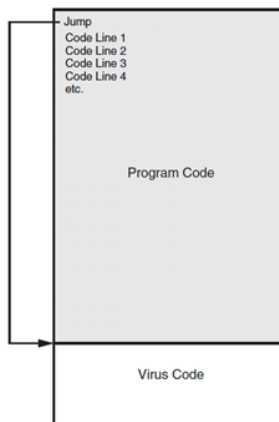 Jump
Code Line 1
Code Line 2
Code Line 3
Code Line 4
etc.
Program Code
Virus Code